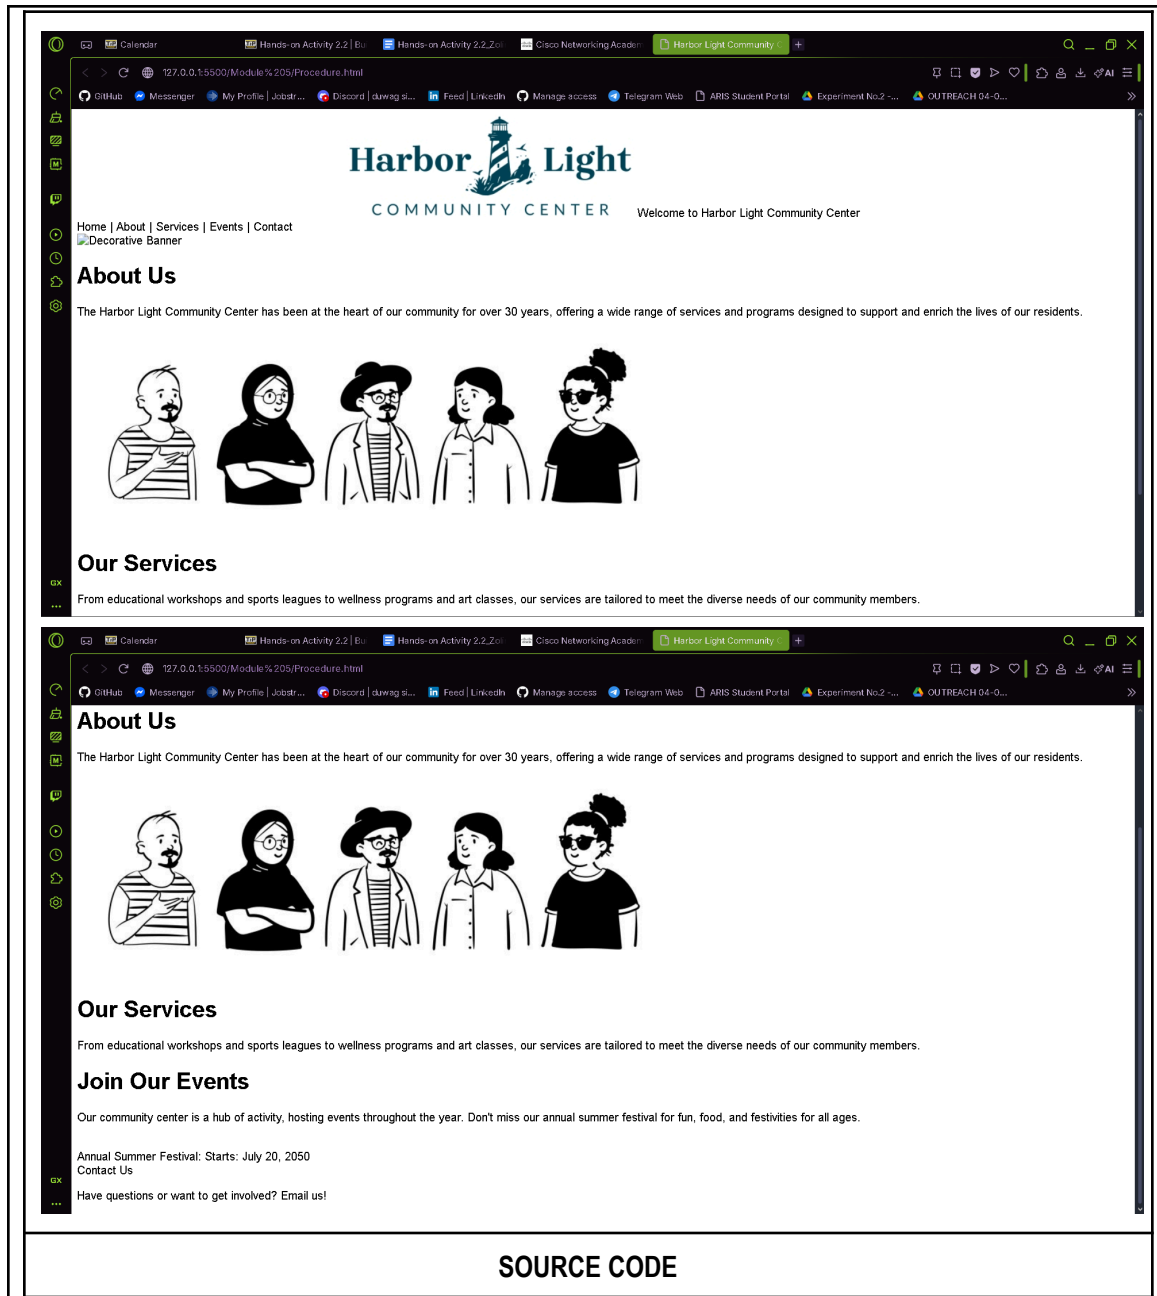 Calendar
Hands-on Activity 2.2 | Bu
Hands-on Activity 2.2_Zol
Cisco Networking Academ
Harbor Light Community C
127.0.0.1:5500/Module%205/Procedure.html
AI
GitHub
Messenger
My Profile | Jobstr...
Discord | duwag si...
Feed | LinkedIn
Manage access
Telegram Web
ARIS Student Portal
Experiment No.2 -...
OUTREACH 04-0...
Harbor Light
COMMUNITY CENTER
Welcome to Harbor Light Community Center
Home | About | Services | Events | Contact
Decorative Banner
About Us
The Harbor Light Community Center has been at the heart of our community for over 30 years, offering a wide range of services and programs designed to support and enrich the lives of our residents.
Our Services
GX
From educational workshops and sports leagues to wellness programs and art classes, our services are tailored to meet the diverse needs of our community members.
Calendar
Hands-on Activity 2.2 | Bu
Hands-on Activity 2.2_Zol
Cisco Networking Academ
Harbor Light Community C
127.0.0.1:5500/Module%205/Procedure.html
AI
GitHub
Messenger
My Profile | Jobstr...
Discord | duwag si...
Feed | LinkedIn
Manage access
Telegram Web
ARIS Student Portal
Experiment No.2 -...
OUTREACH 04-0...
About Us
The Harbor Light Community Center has been at the heart of our community for over 30 years, offering a wide range of services and programs designed to support and enrich the lives of our residents.
Our Services
From educational workshops and sports leagues to wellness programs and art classes, our services are tailored to meet the diverse needs of our community members.
Join Our Events
Our community center is a hub of activity, hosting events throughout the year. Don't miss our annual summer festival for fun, food, and festivities for all ages.
Annual Summer Festival: Starts: July 20, 2050
Contact Us
GX
Have questions or want to get involved? Email us!
SOURCE CODE